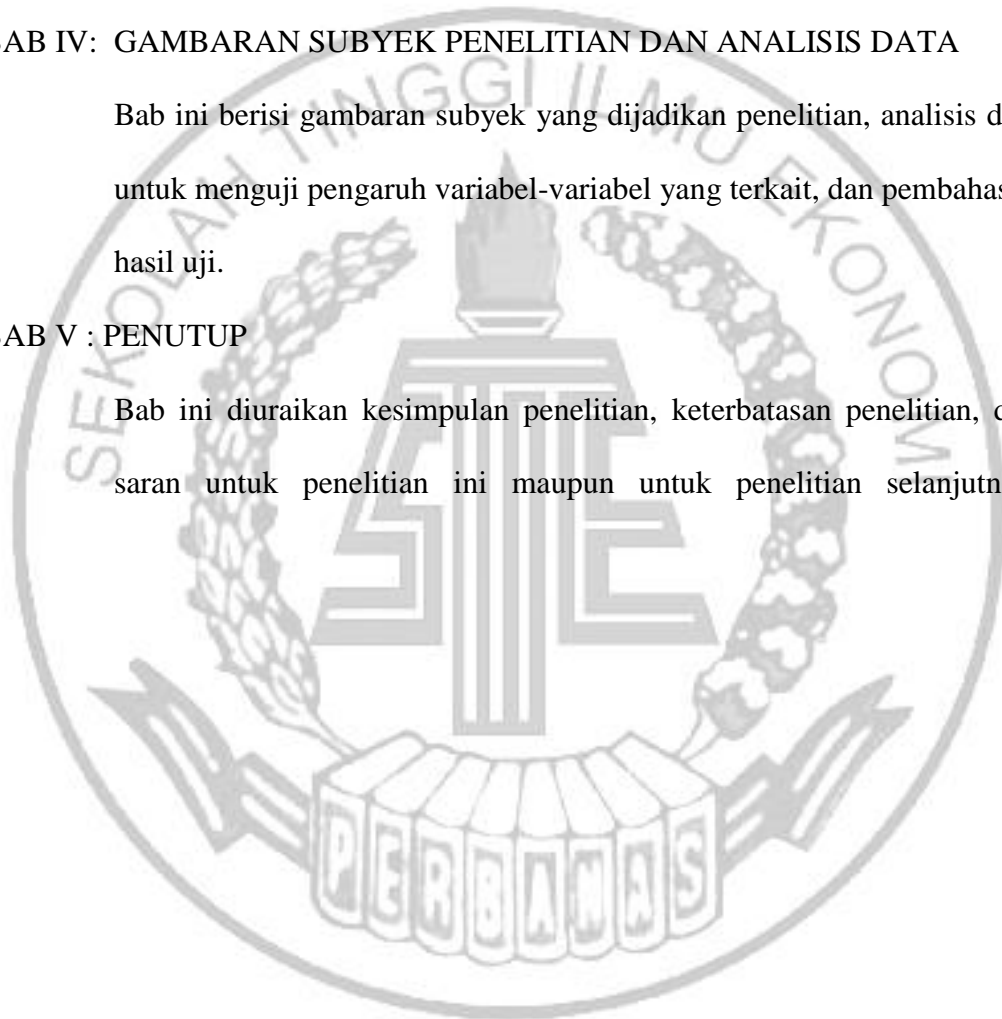 AB IV: GAMBARAN SUBYEK PENELITIAN DAN ANALISIS DATA
Bab ini berisi gambaran subyek yang dijadikan penelitian, analisis d
untuk menguji pengaruh variabel-variabel yang terkait, dan pembahas
hasil uji.
AB V : PENUTUP
Bab ini diuraikan kesimpulan penelitian, keterbatasan penelitian, d
saran untuk penelitian ini maupun untuk penelitian selanjutn
SEKOLAH TINGGI ILMU EKONOMI
STIE
PERBANAS